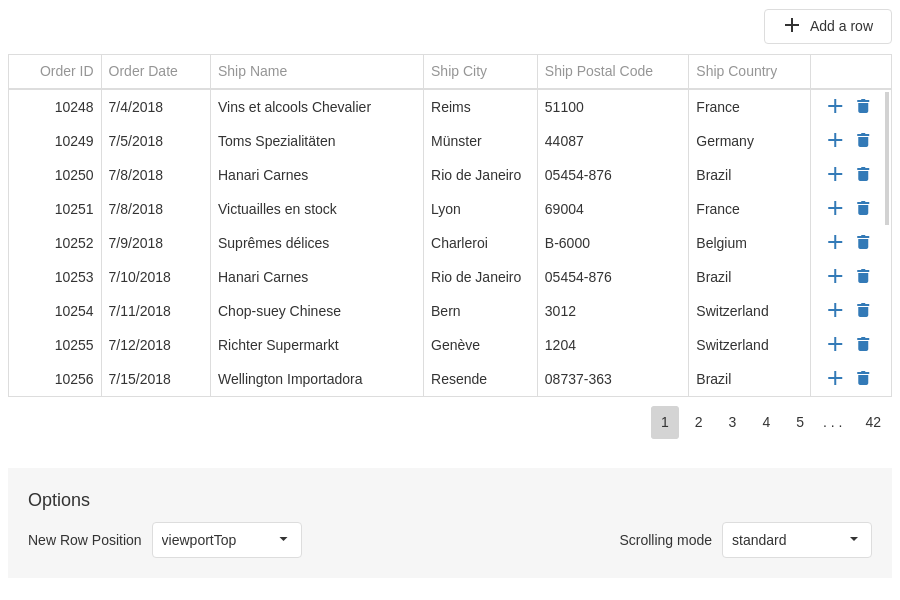 Add a row
Order ID Order Date Ship Name Ship City Ship Postal Code Ship Country
10248 7/4/2018 Vins et alcools Chevalier Reims 51100 France
10249 7/5/2018 Toms Spezialitäten Münster 44087 Germany
10250 7/8/2018 Hanari Carnes Rio de Janeiro 05454-876 Brazil
10251 7/8/2018 Victuailles en stock Lyon 69004 France
10252 7/9/2018 Suprêmes délices Charleroi B-6000 Belgium
10253 7/10/2018 Hanari Carnes Rio de Janeiro 05454-876 Brazil
10254 7/11/2018 Chop-suey Chinese Bern 3012 Switzerland
10255 7/12/2018 Richter Supermarkt Genève 1204 Switzerland
10256 7/15/2018 Wellington Importadora Resende 08737-363 Brazil
1 2 3 4 5 . . . 42
Options
New Row Position viewportTop Scrolling mode standard